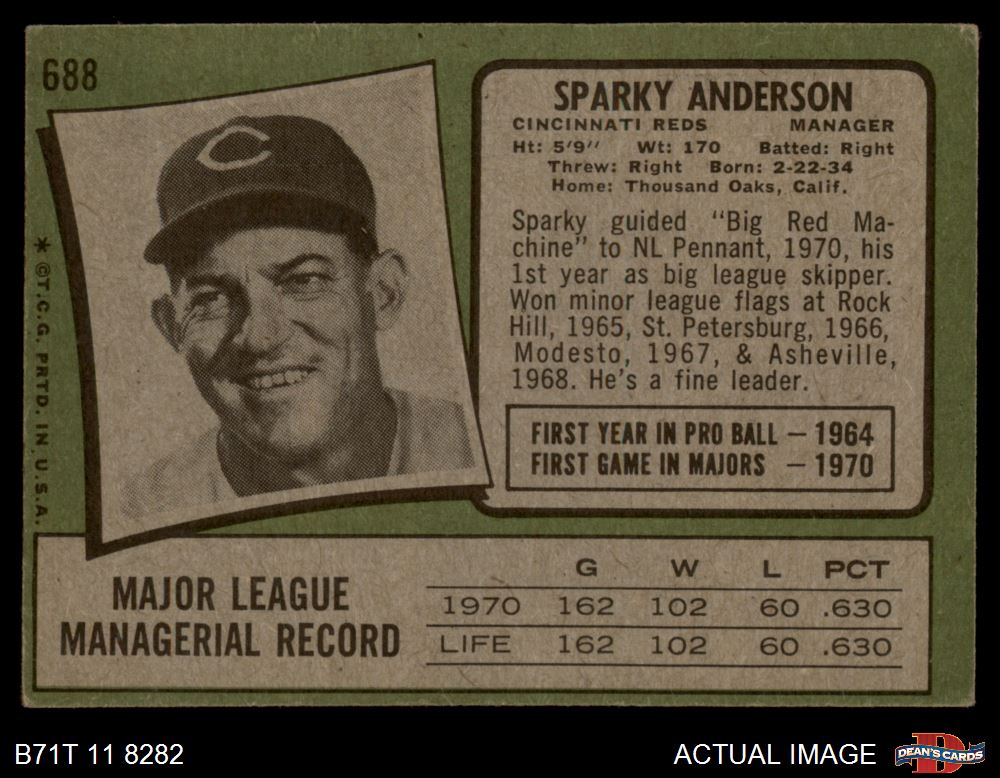 688
SPARKY ANDERSON
CINCINNATI REDS MANAGER
Ht: 5'9" Wt: 170 Batted: Right
Threw: Right Born: 2-22-34
Home: Thousand Oaks, Calif.
Sparky guided "Big Red Ma-
chine" to NL Pennant, 1970, his
1st year as big league skipper.
Won minor league flags at Rock
Hill, 1965, St. Petersburg, 1966,
Modesto, 1967, & Asheville,
1968. He's a fine leader.
FIRST YEAR IN PRO BALL — 1964
FIRST GAME IN MAJORS — 1970
* ©T.C.G. PRTD. IN U.S.A.
C
MAJOR LEAGUE
MANAGERIAL RECORD
G W L PCT
1970 162 102 60 .630
LIFE 162 102 60 .630
B71T 11 8282
ACTUAL IMAGE
D
DEAN'S CARDS